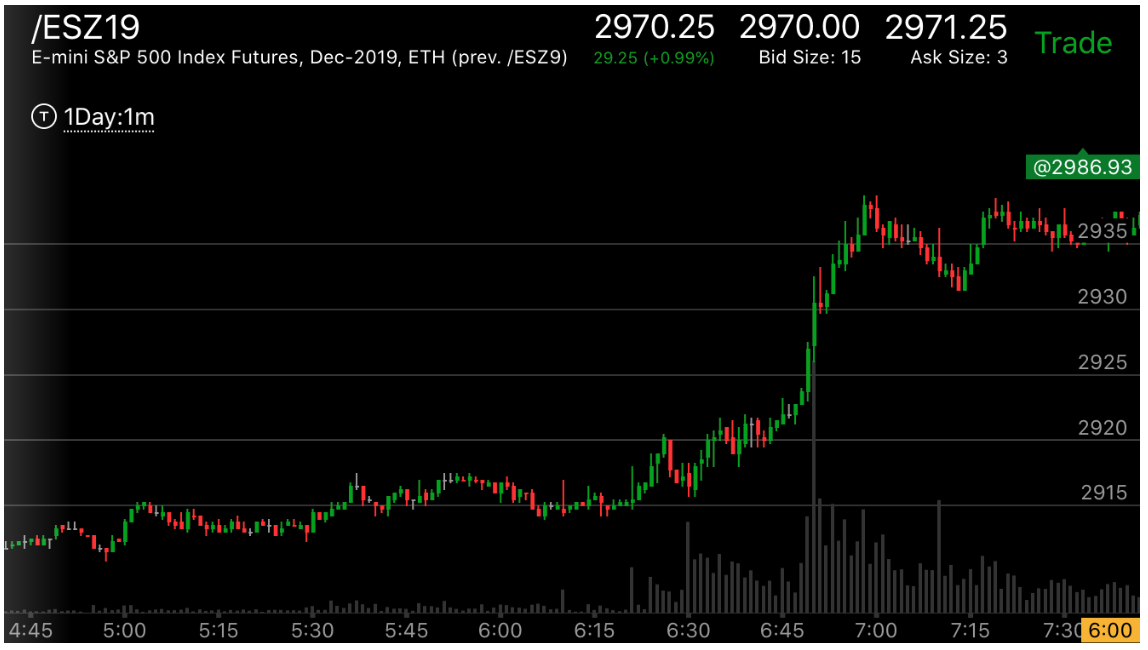 /ESZ19 2970.25 2970.00 2971.25 Trade
E-mini S&P 500 Index Futures, Dec-2019, ETH (prev. /ESZ9) 29.25 (+0.99%) Bid Size: 15 Ask Size: 3
T 1Day:1m
@2986.93
2935
2930
2925
2920
2915
4:45 5:00 5:15 5:30 5:45 6:00 6:15 6:30 6:45 7:00 7:15 7:30 6:00